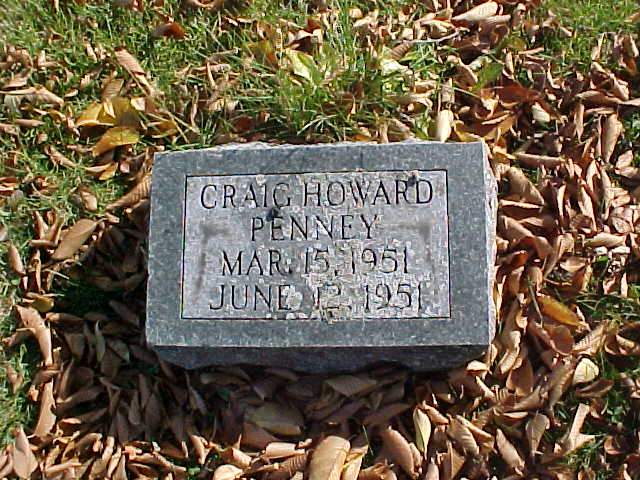 CRAIG HOWARD
PENNEY
MAR. 15, 1951
JUNE 12, 1951